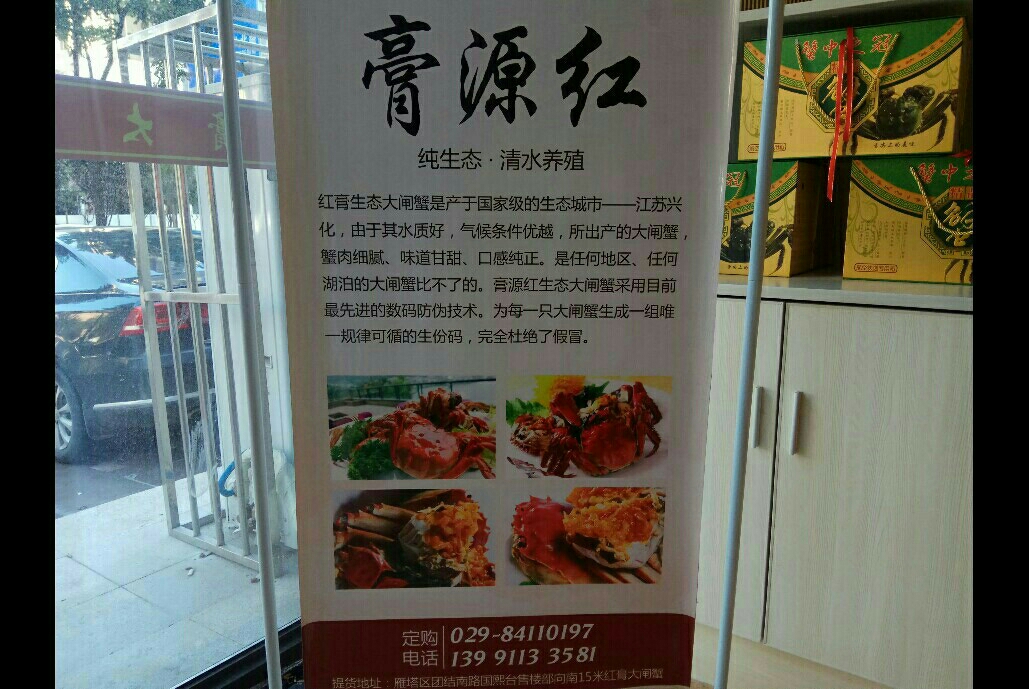 膏源红
纯生态·清水养殖
红膏生态大闸蟹是产于国家级的生态城市——江苏兴
化，由于其水质好，气候条件优越，所出产的大闸蟹，
蟹肉细腻、味道甘甜、口感纯正。是任何地区、任何
湖泊的大闸蟹比不了的。膏源红生态大闸蟹采用目前
最先进的数码防伪技术。为每一只大闸蟹生成一组唯
一规律可循的生份码，完全杜绝了假冒。
定购
电话
029-84110197
139 9113 3581
提货地址：雁塔区团结南路国熙台售楼部向南15米红膏大闸蟹
膏 大
蟹中之冠